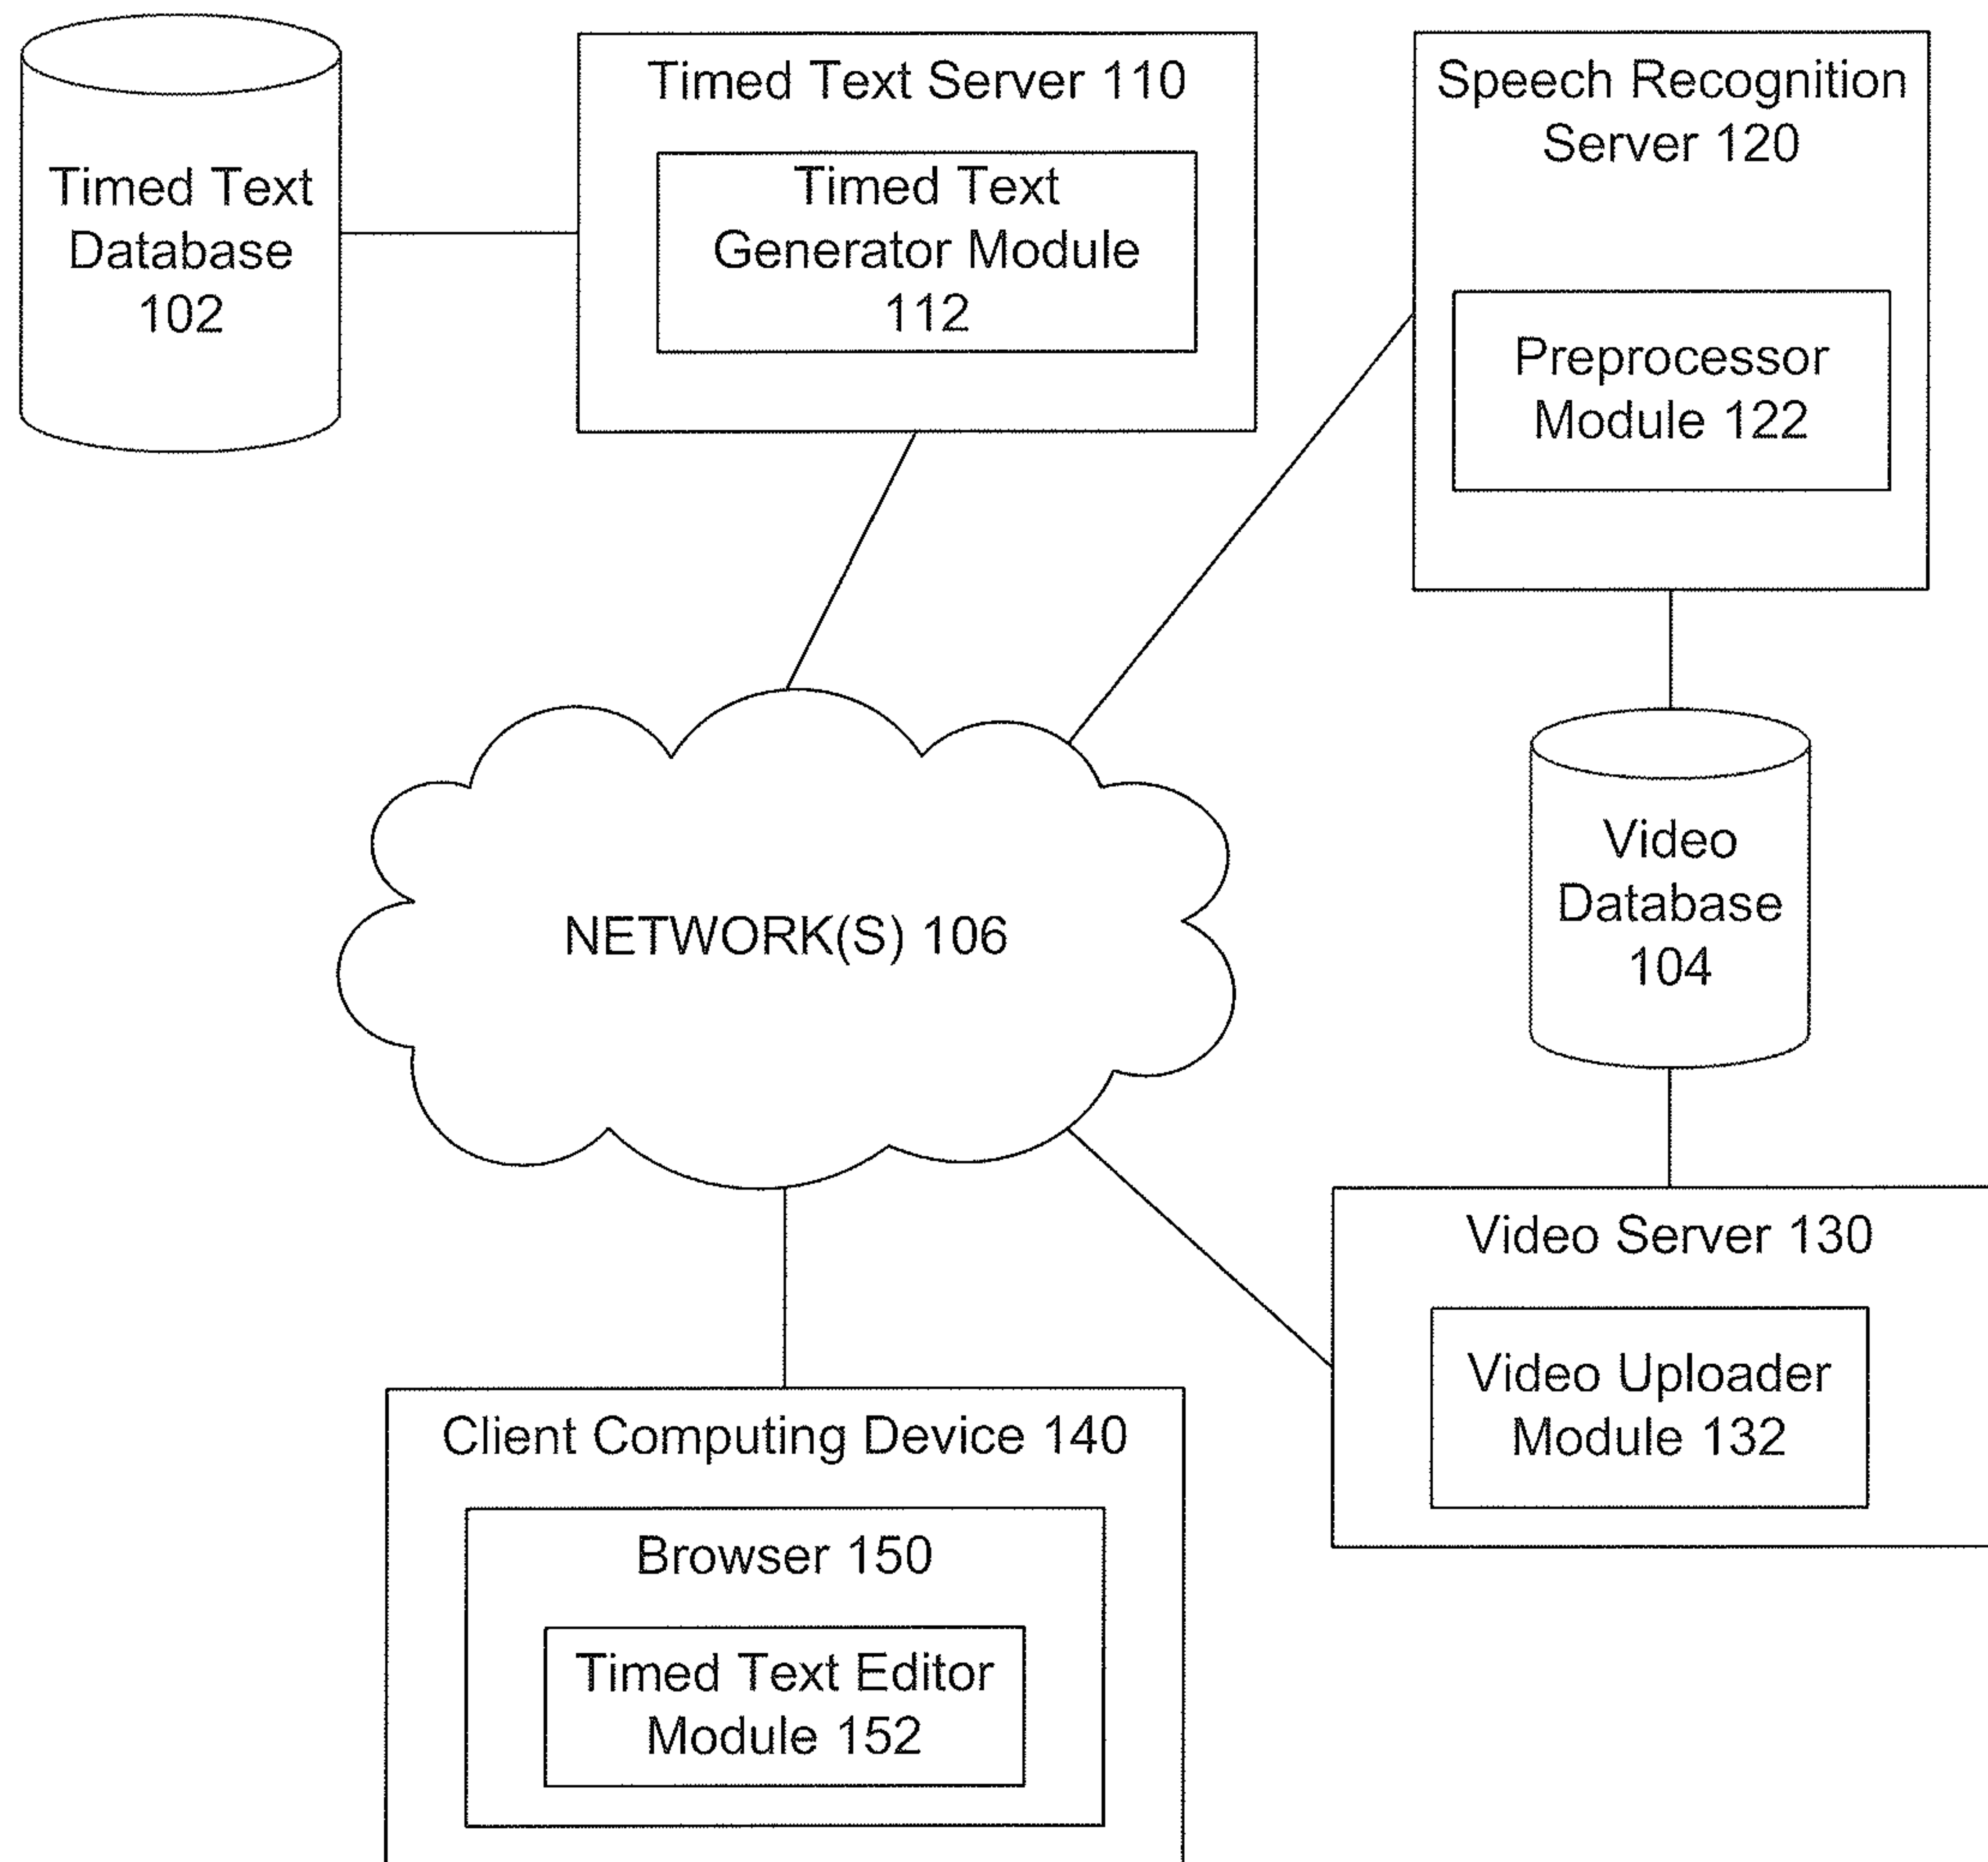 Timed Text
Database
102
Timed Text Server 110
Timed Text
Generator Module
112
Speech Recognition
Server 120
Preprocessor
Module 122
NETWORK(S) 106
Video
Database
104
Video Server 130
Video Uploader
Module 132
Client Computing Device 140
Browser 150
Timed Text Editor
Module 152